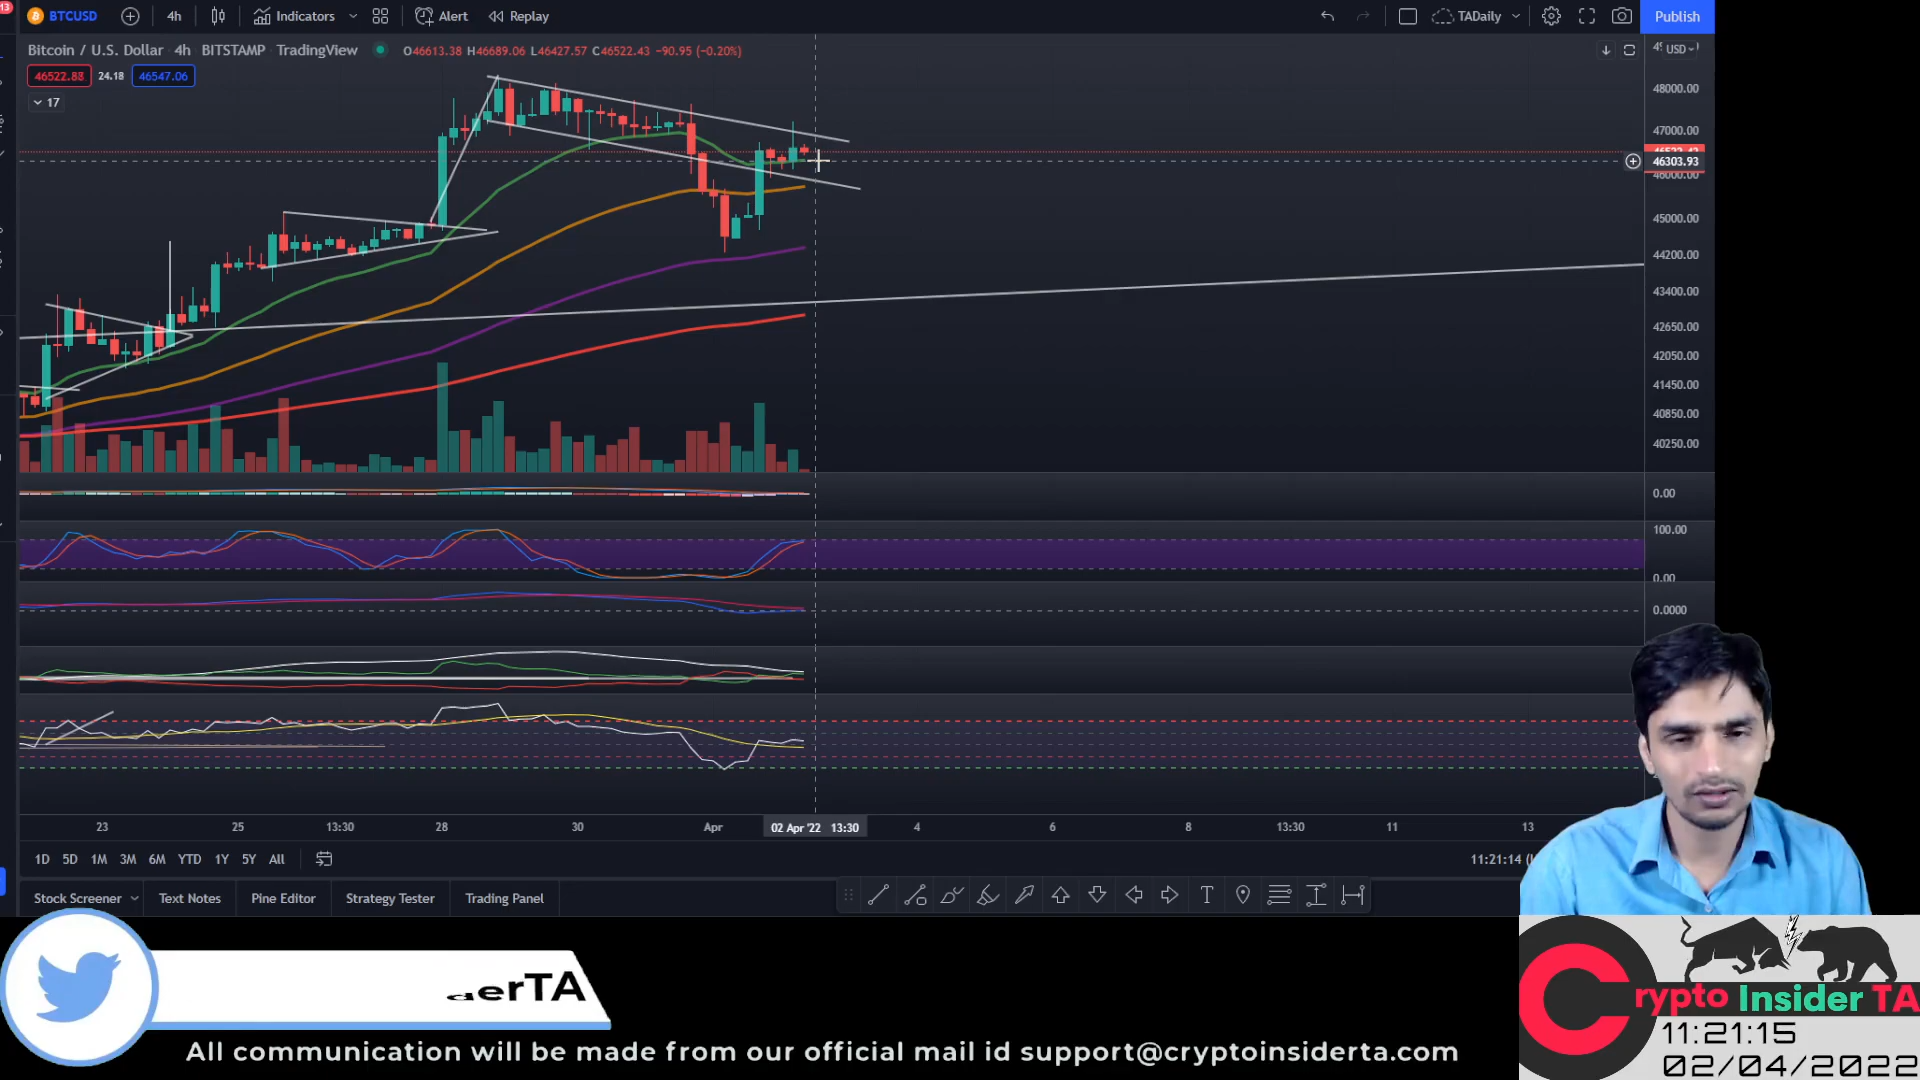 13
BTCUSD
4h
Indicators
Alert
Replay
TADaily
Publish
Bitcoin / U.S. Dollar 4h BITSTAMP TradingView
O46613.38 H46689.06 L46427.57 C46522.43 −90.95 (−0.20%)
USD
46522.88 24.18 46547.06
17
48000.00
47000.00
46303.93
46000.00
45000.00
44200.00
43400.00
42650.00
42050.00
41450.00
40850.00
40250.00
0.00
100.00
0.00
0.0000
23
25
13:30
28
30
Apr
02 Apr '22 13:30
4
6
8
13:30
11
13
1D 5D 1M 3M 6M YTD 1Y 5Y All
11:21:14
Stock Screener
Text Notes
Pine Editor
Strategy Tester
Trading Panel
T
erTA
Crypto Insider TA
11:21:15
02/04/2022
All communication will be made from our official mail id support@cryptoinsiderta.com